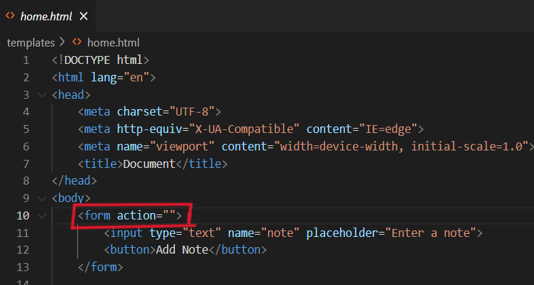 home.html
templates > home.html
1 <!DOCTYPE html>
2 <html lang="en">
3 <head>
4 <meta charset="UTF-8">
5 <meta http-equiv="X-UA-Compatible" content="IE=edge">
6 <meta name="viewport" content="width=device-width, initial-scale=1.0">
7 <title>Document</title>
8 </head>
9 <body>
10 <form action="">
11 <input type="text" name="note" placeholder="Enter a note">
12 <button>Add Note</button>
13 </form>